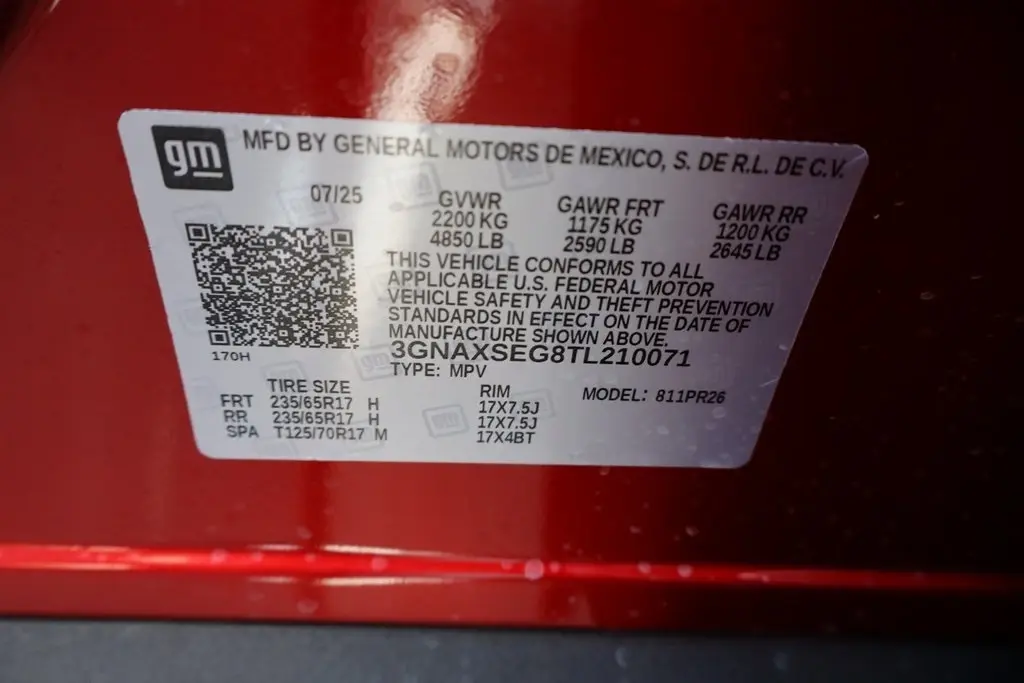 gm MFD BY GENERAL MOTORS DE MEXICO, S. DE R.L. DE C.V.
07/25 GVWR GAWR FRT GAWR RR
2200 KG 1175 KG 1200 KG
4850 LB 2590 LB 2645 LB
THIS VEHICLE CONFORMS TO ALL
APPLICABLE U.S. FEDERAL MOTOR
VEHICLE SAFETY AND THEFT PREVENTION
STANDARDS IN EFFECT ON THE DATE OF
MANUFACTURE SHOWN ABOVE.
170H 3GNAXSEG8TL210071
TYPE: MPV
TIRE SIZE RIM MODEL: 811PR26
FRT 235/65R17 H 17X7.5J
RR 235/65R17 H 17X7.5J
SPA T125/70R17 M 17X4BT